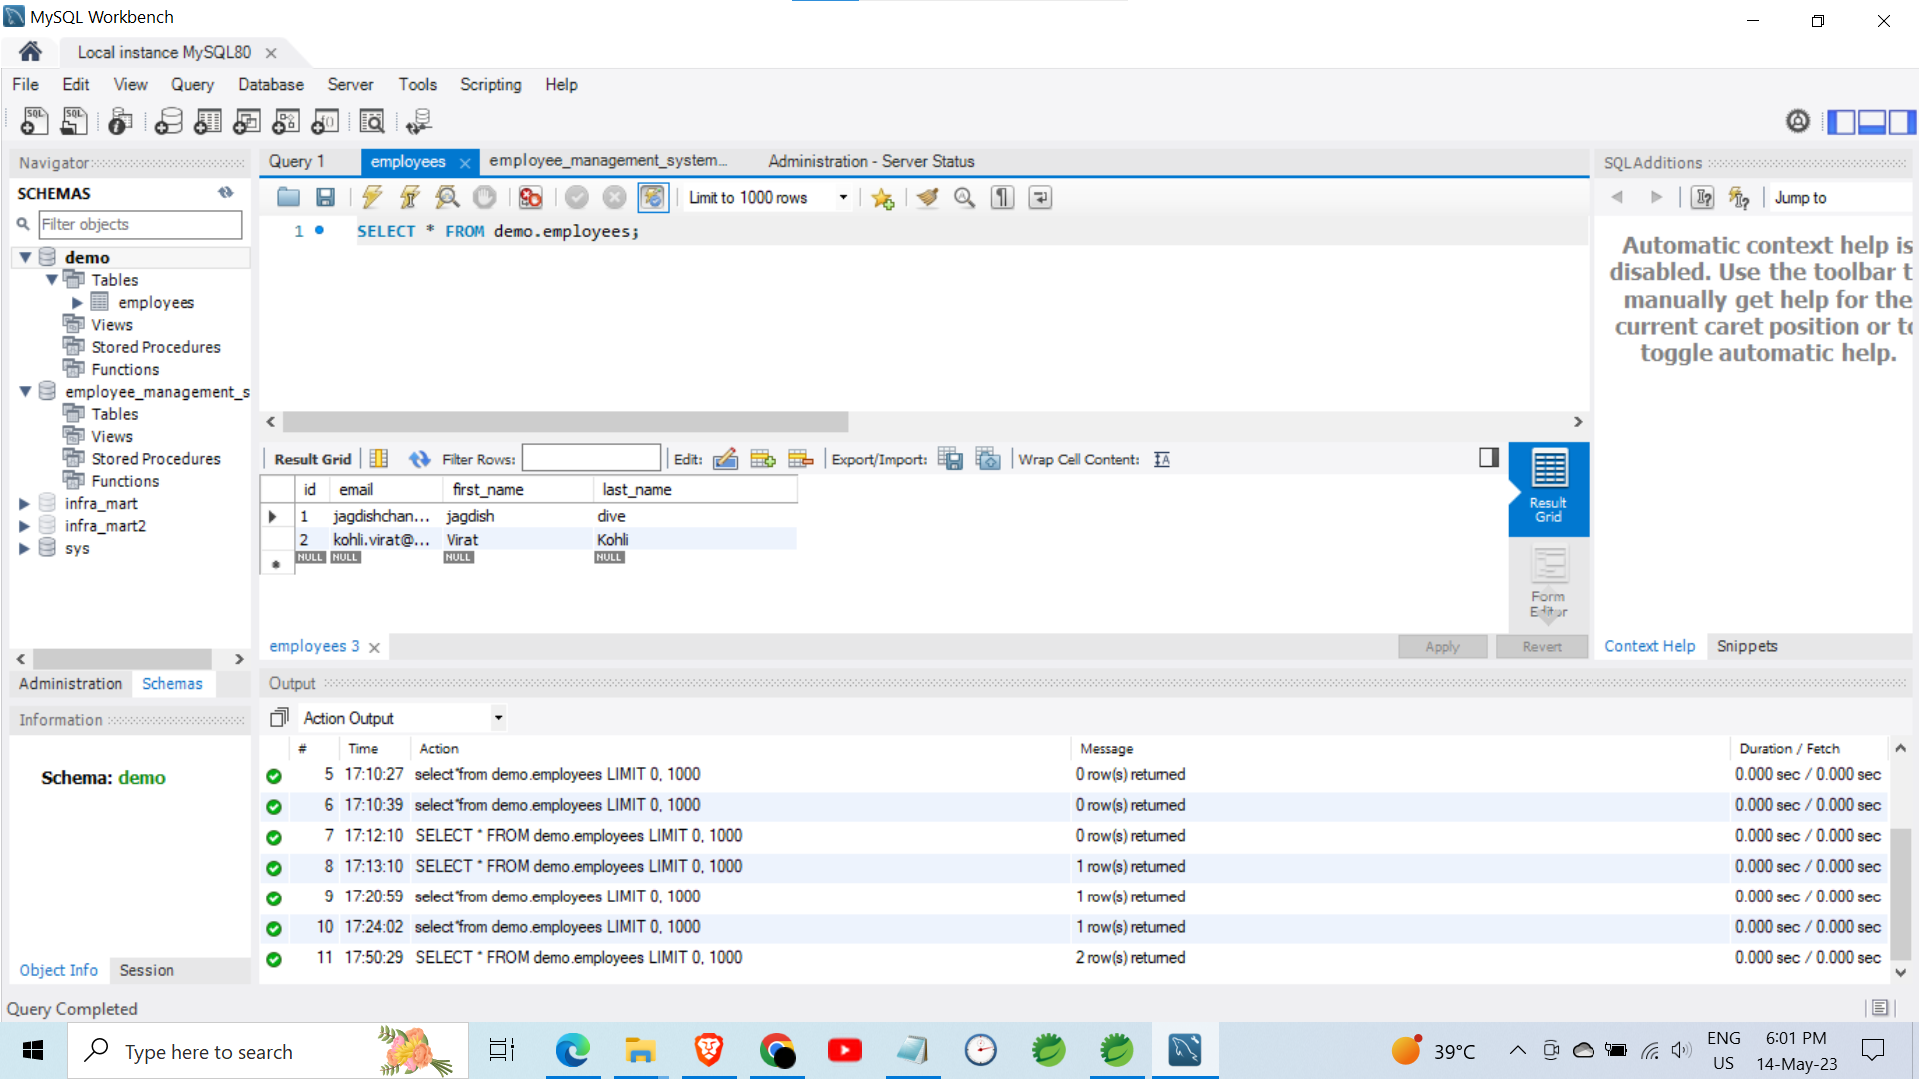 MySQL Workbench
Local instance MySQL80
File Edit View Query Database Server Tools Scripting Help
Navigator
SCHEMAS
Filter objects
demo
Tables
employees
Views
Stored Procedures
Functions
employee_management_s
Tables
Views
Stored Procedures
Functions
infra_mart
infra_mart2
sys
Administration Schemas
Information
Schema: demo
Object Info Session
Query Completed
Query 1 employees employee_management_system... Administration - Server Status
Limit to 1000 rows
1 SELECT * FROM demo.employees;
Result Grid Filter Rows: Edit: Export/Import: Wrap Cell Content:
id email first_name last_name
1 jagdishchan... jagdish dive
2 kohli.virat@... Virat Kohli
NULL NULL NULL NULL
Result
Grid
Form
Editor
employees 3
Apply Revert
SQLAdditions
Jump to
Automatic context help is
disabled. Use the toolbar t
manually get help for the
current caret position or to
toggle automatic help.
Context Help Snippets
Output
Action Output
# Time Action Message Duration / Fetch
5 17:10:27 select*from demo.employees LIMIT 0, 1000 0 row(s) returned 0.000 sec / 0.000 sec
6 17:10:39 select*from demo.employees LIMIT 0, 1000 0 row(s) returned 0.000 sec / 0.000 sec
7 17:12:10 SELECT * FROM demo.employees LIMIT 0, 1000 0 row(s) returned 0.000 sec / 0.000 sec
8 17:13:10 SELECT * FROM demo.employees LIMIT 0, 1000 1 row(s) returned 0.000 sec / 0.000 sec
9 17:20:59 select*from demo.employees LIMIT 0, 1000 1 row(s) returned 0.000 sec / 0.000 sec
10 17:24:02 select*from demo.employees LIMIT 0, 1000 1 row(s) returned 0.000 sec / 0.000 sec
11 17:50:29 SELECT * FROM demo.employees LIMIT 0, 1000 2 row(s) returned 0.000 sec / 0.000 sec
Type here to search
39°C
ENG
US
6:01 PM
14-May-23